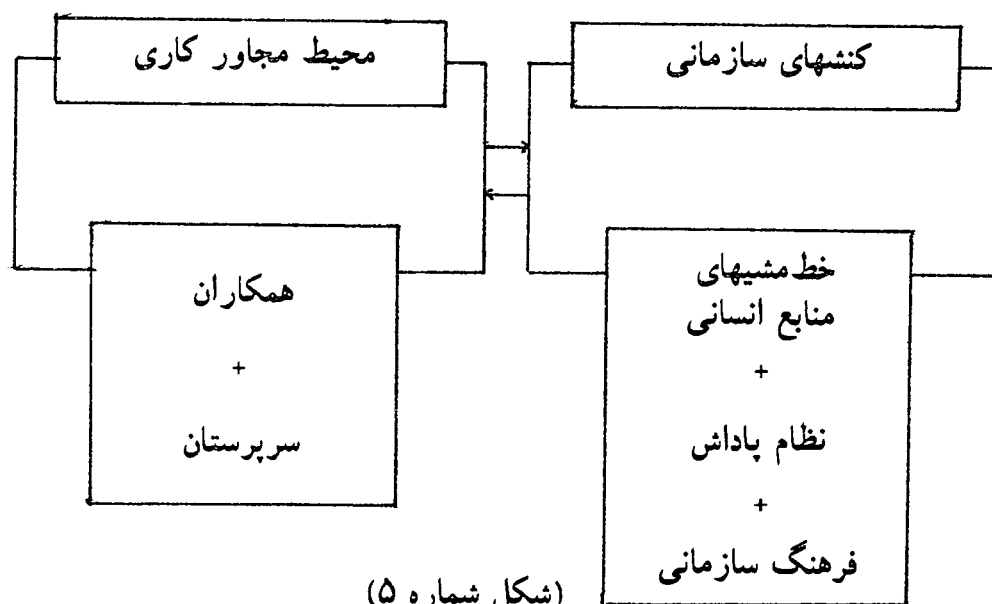 کنشهای سازمانی
خط‌مشیهای
منابع انسانی
+
نظام پاداش
+
فرهنگ سازمانی
محیط مجاور کاری
همکاران
+
سرپرستان
(شکل شماره ۵)